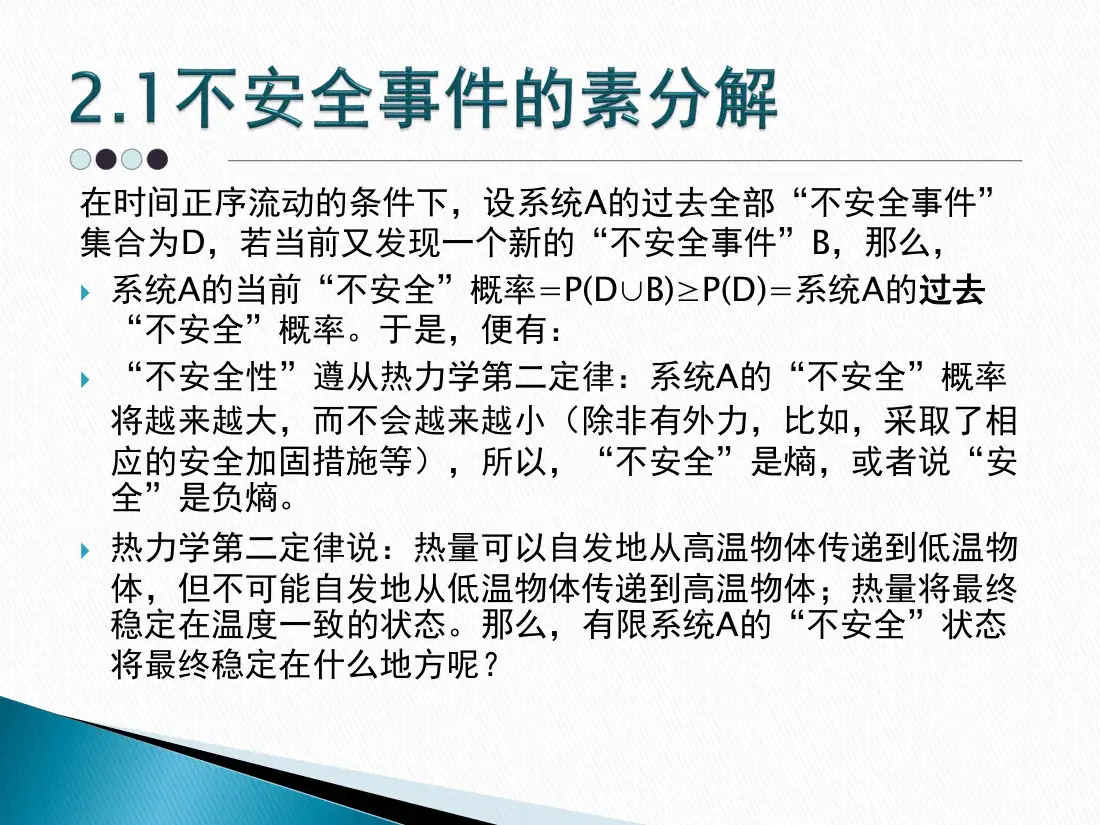 2.1不安全事件的素分解
在时间正序流动的条件下，设系统A的过去全部“不安全事件”
集合为D，若当前又发现一个新的“不安全事件”B，那么，
系统A的当前“不安全”概率=P(D∪B)≥P(D)=系统A的过去
“不安全”概率。于是，便有：
“不安全性”遵从热力学第二定律：系统A的“不安全”概率
将越来越大，而不会越来越小（除非有外力，比如，采取了相
应的安全加固措施等），所以，“不安全”是熵，或者说“安
全”是负熵。
热力学第二定律说：热量可以自发地从高温物体传递到低温物
体，但不可能自发地从低温物体传递到高温物体；热量将最终
稳定在温度一致的状态。那么，有限系统A的“不安全”状态
将最终稳定在什么地方呢？